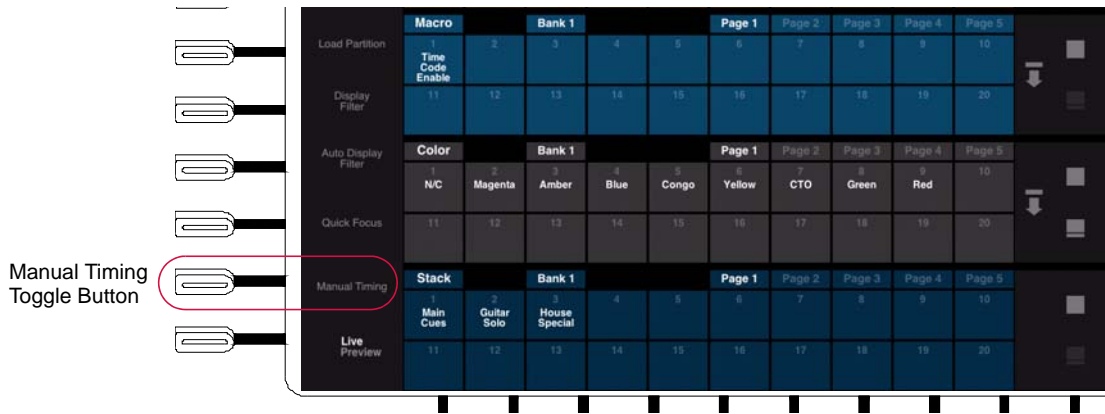 Macro Bank 1 Page 1 Page 2 Page 3 Page 4 Page 5
Load Partition
1 2 3 4 5 6 7 8 9 10
Time
Code
Enable
Display
Filter
11 12 13 14 15 16 17 18 19 20
Auto Display
Filter
Color Bank 1 Page 1 Page 2 Page 3 Page 4 Page 5
1 2 3 4 5 6 7 8 9 10
N/C Magenta Amber Blue Congo Yellow CTO Green Red
Quick Focus
11 12 13 14 15 16 17 18 19 20
Manual Timing
Toggle Button
Manual Timing
Stack Bank 1 Page 1 Page 2 Page 3 Page 4 Page 5
1 2 3 4 5 6 7 8 9 10
Main Guitar House
Cues Solo Special
Live
Preview
11 12 13 14 15 16 17 18 19 20